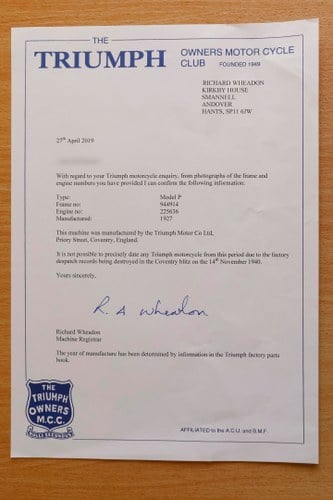 THE
TRIUMPH
OWNERS MOTOR CYCLE
CLUB FOUNDED 1949
RICHARD WHEADON
KIRKBY HOUSE
SMANNELL
ANDOVER
HANTS, SP11 6JW
27th April 2019
With regard to your Triumph motorcycle enquiry, from photographs of the frame and
engine numbers you have provided I can confirm the following information:
Type: Model P
Frame no: 944914
Engine no: 225636
Manufactured: 1927
This machine was manufactured by the Triumph Motor Co Ltd,
Priory Street, Coventry, England.
It is not possible to precisely date any Triumph motorcycle from this period due to the factory
despatch records being destroyed in the Coventry blitz on the 14th November 1940.
Yours sincerely,
R. A Wheadon
Richard Wheadon
Machine Registrar
The year of manufacture has been determined by information in the Triumph factory parts
book.
THE
TRIUMPH
OWNERS
M.C.C.
AFFILIATED to the A.C.U. and B.M.F.